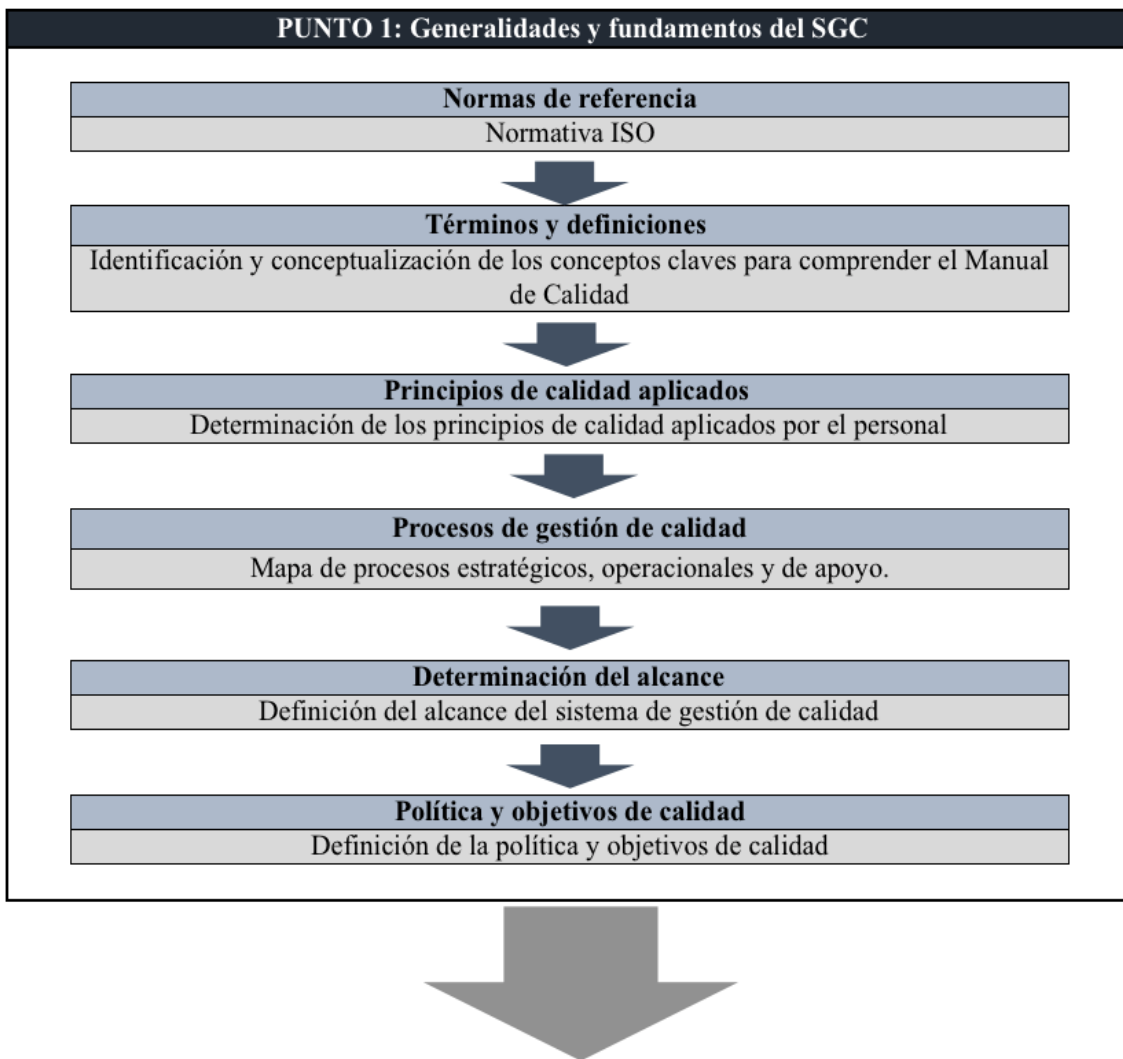 PUNTO 1: Generalidades y fundamentos del SGC
Normas de referencia
Normativa ISO
Términos y definiciones
Identificación y conceptualización de los conceptos claves para comprender el Manual
de Calidad
Principios de calidad aplicados
Determinación de los principios de calidad aplicados por el personal
Procesos de gestión de calidad
Mapa de procesos estratégicos, operacionales y de apoyo.
Determinación del alcance
Definición del alcance del sistema de gestión de calidad
Política y objetivos de calidad
Definición de la política y objetivos de calidad